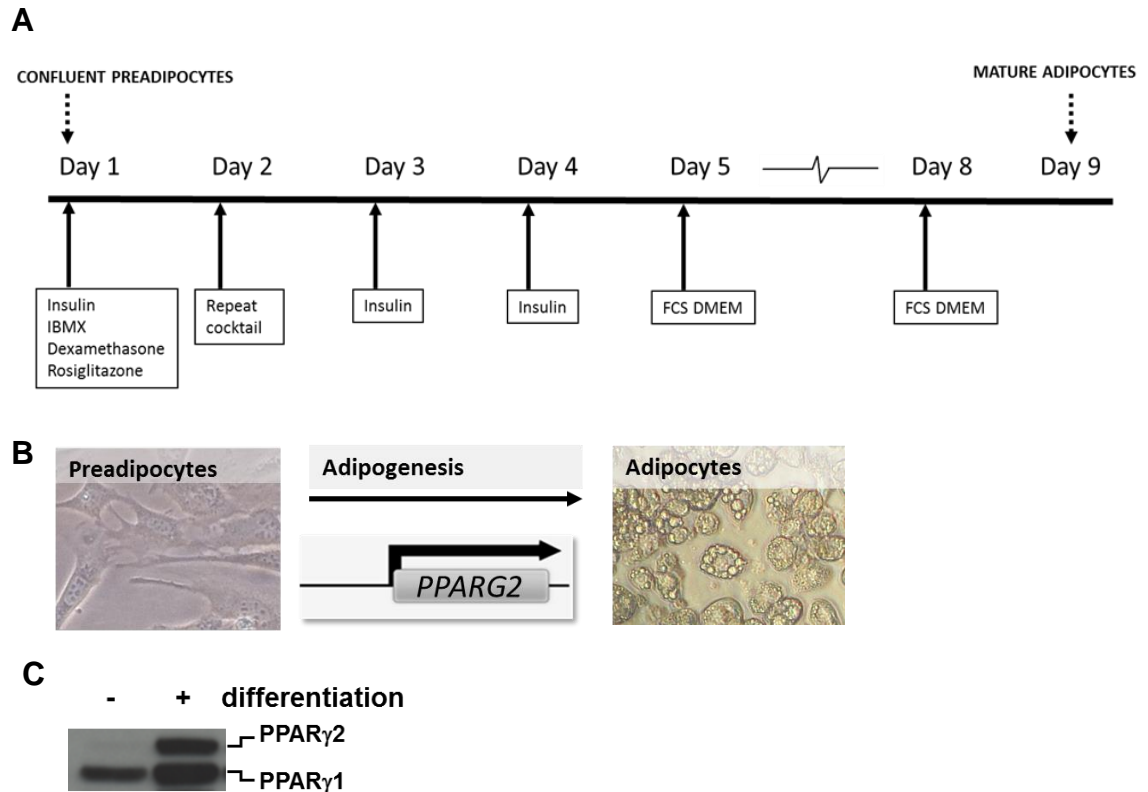 A
CONFLUENT PREADIPOCYTES
MATURE ADIPOCYTES
Day 1
Day 2
Day 3
Day 4
Day 5
Day 8
Day 9
Insulin
IBMX
Dexamethasone
Rosiglitazone
Repeat
cocktail
Insulin
Insulin
FCS DMEM
FCS DMEM
B
Preadipocytes
Adipogenesis
Adipocytes
PPARG2
C
- + differentiation
PPARγ2
PPARγ1